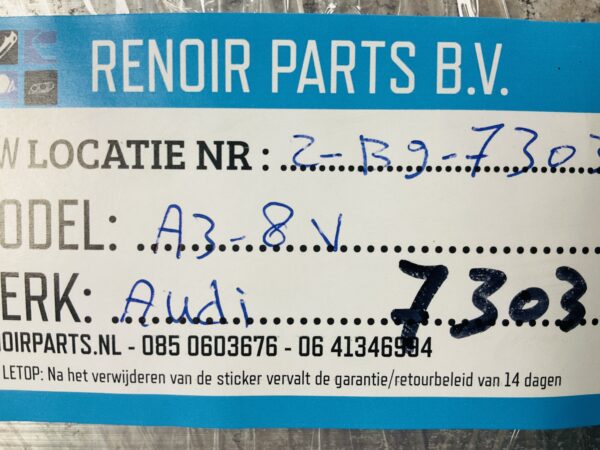 RENOIR PARTS B.V.
W LOCATIE NR : 2-B9-7303
MODEL: A3-8V
ERK: Audi 7303
OIRPARTS.NL - 085 0603676 - 06 41346994
LETOP: Na het verwijderen van de sticker vervalt de garantie/retourbeleid van 14 dagen